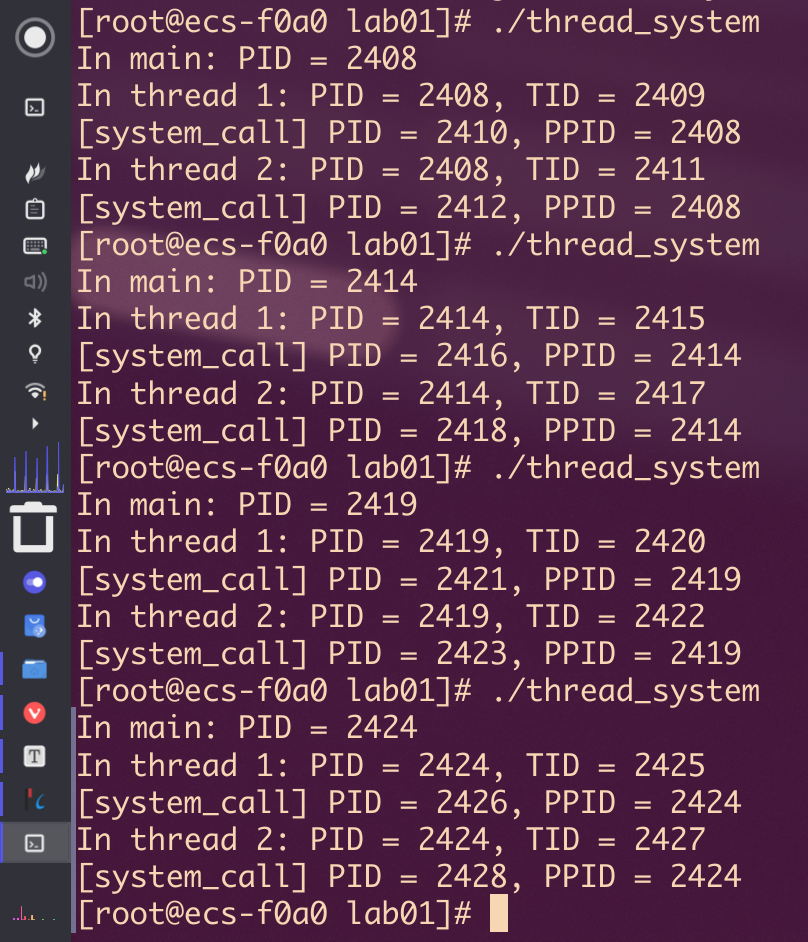 [root@ecs-f0a0 lab01]# ./thread_system
In main: PID = 2408
In thread 1: PID = 2408, TID = 2409
[system_call] PID = 2410, PPID = 2408
In thread 2: PID = 2408, TID = 2411
[system_call] PID = 2412, PPID = 2408
[root@ecs-f0a0 lab01]# ./thread_system
In main: PID = 2414
In thread 1: PID = 2414, TID = 2415
[system_call] PID = 2416, PPID = 2414
In thread 2: PID = 2414, TID = 2417
[system_call] PID = 2418, PPID = 2414
[root@ecs-f0a0 lab01]# ./thread_system
In main: PID = 2419
In thread 1: PID = 2419, TID = 2420
[system_call] PID = 2421, PPID = 2419
In thread 2: PID = 2419, TID = 2422
[system_call] PID = 2423, PPID = 2419
[root@ecs-f0a0 lab01]# ./thread_system
In main: PID = 2424
In thread 1: PID = 2424, TID = 2425
[system_call] PID = 2426, PPID = 2424
In thread 2: PID = 2424, TID = 2427
[system_call] PID = 2428, PPID = 2424
[root@ecs-f0a0 lab01]#